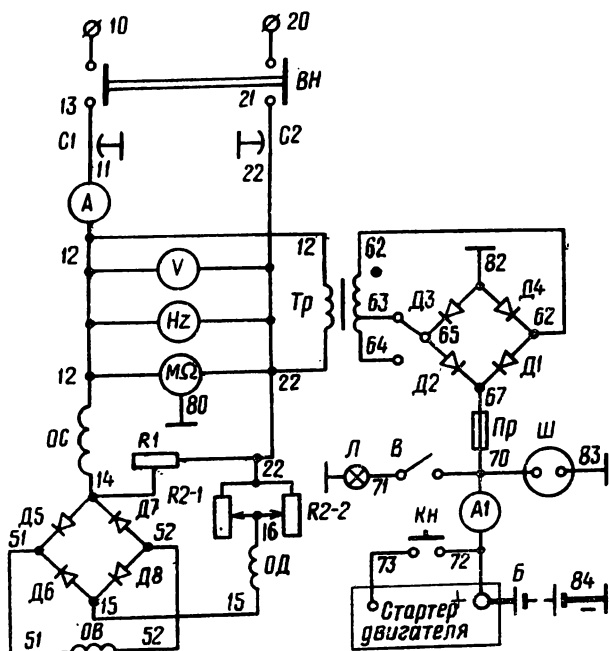 10
20
ВН
13
21
С1
С2
11
22
А
12
12
62
82
V
Тр
63
Д3
Д4
65
62
Hz
64
Д2
Д1
12
МΩ
22
67
80
Пр
Ш
ОС
R1
Л
В
70
83
71
14
22
R2-1
R2-2
А1
Д5
Д7
51
52
16
Кн
ОД
73
72
Д6
Д8
15
15
Б
84
+
Стартер
двигателя
ОВ
51
52